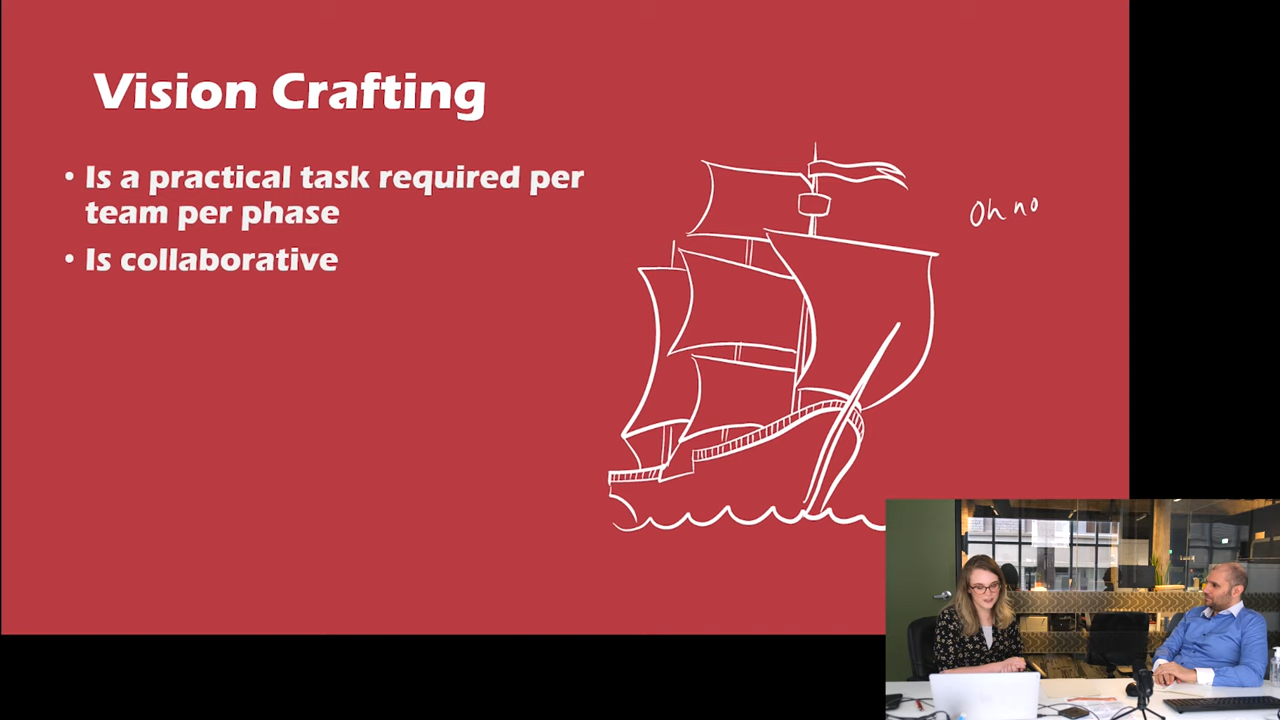 Vision Crafting
• Is a practical task required per
team per phase
• Is collaborative
Oh no